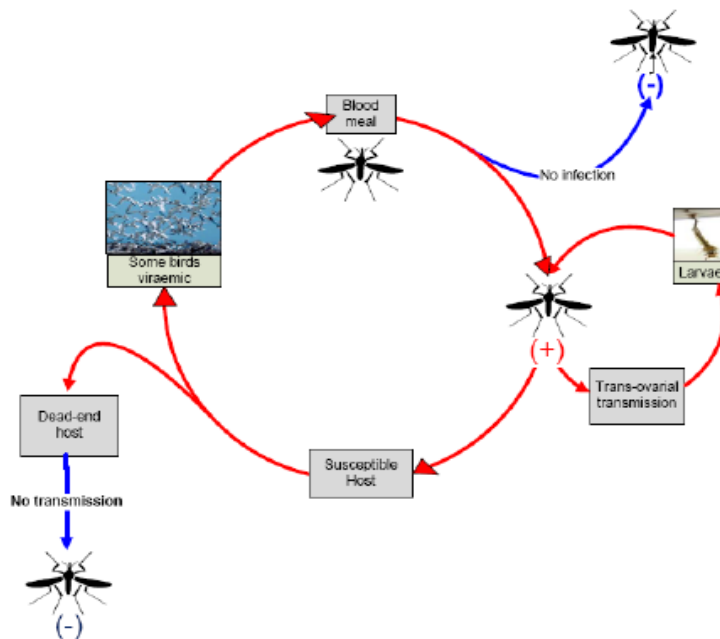 (-)
Blood
meal
No infection
Some birds
viraemic
Larvae
(+)
Trans-ovarial
transmission
Dead-end
host
Susceptible
Host
No transmission
(-)